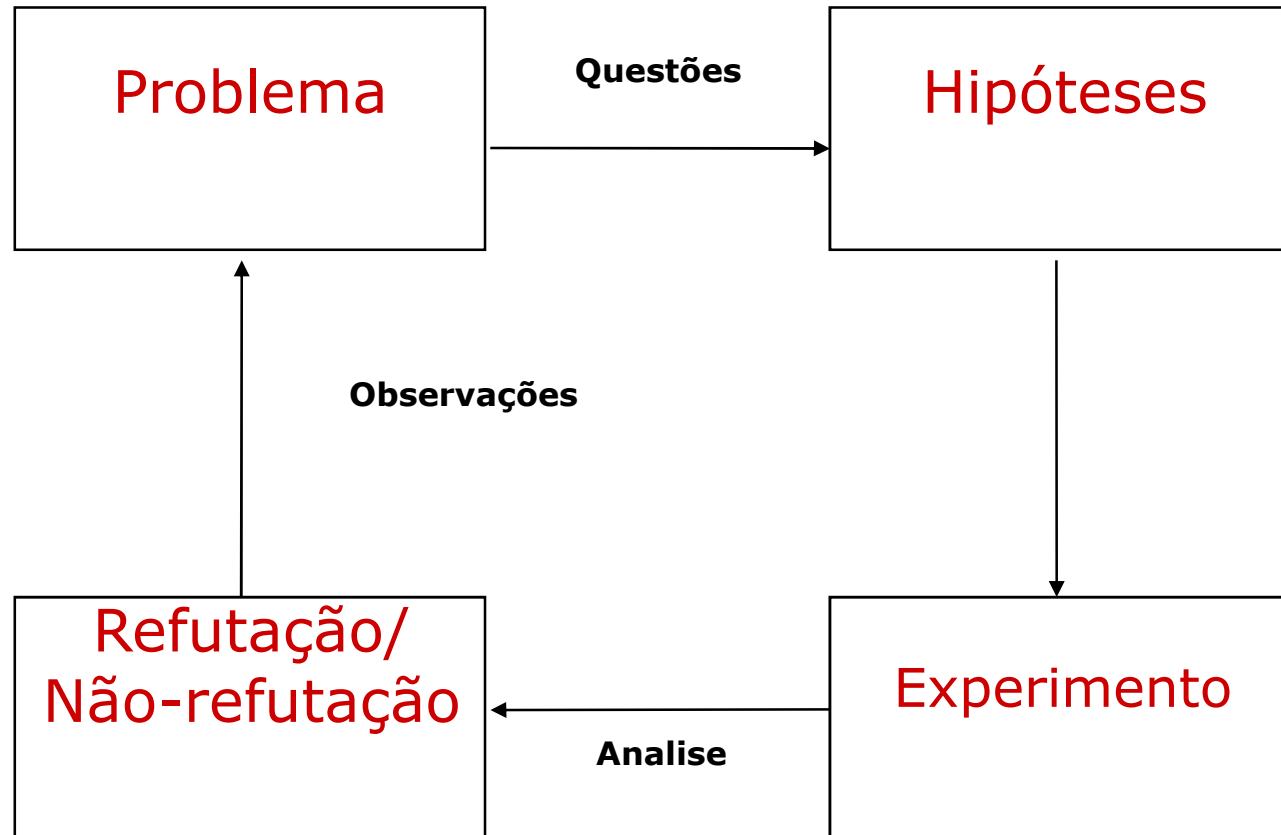 Problema
Questões
Hipóteses
Observações
Refutação/
Não-refutação
Analise
Experimento